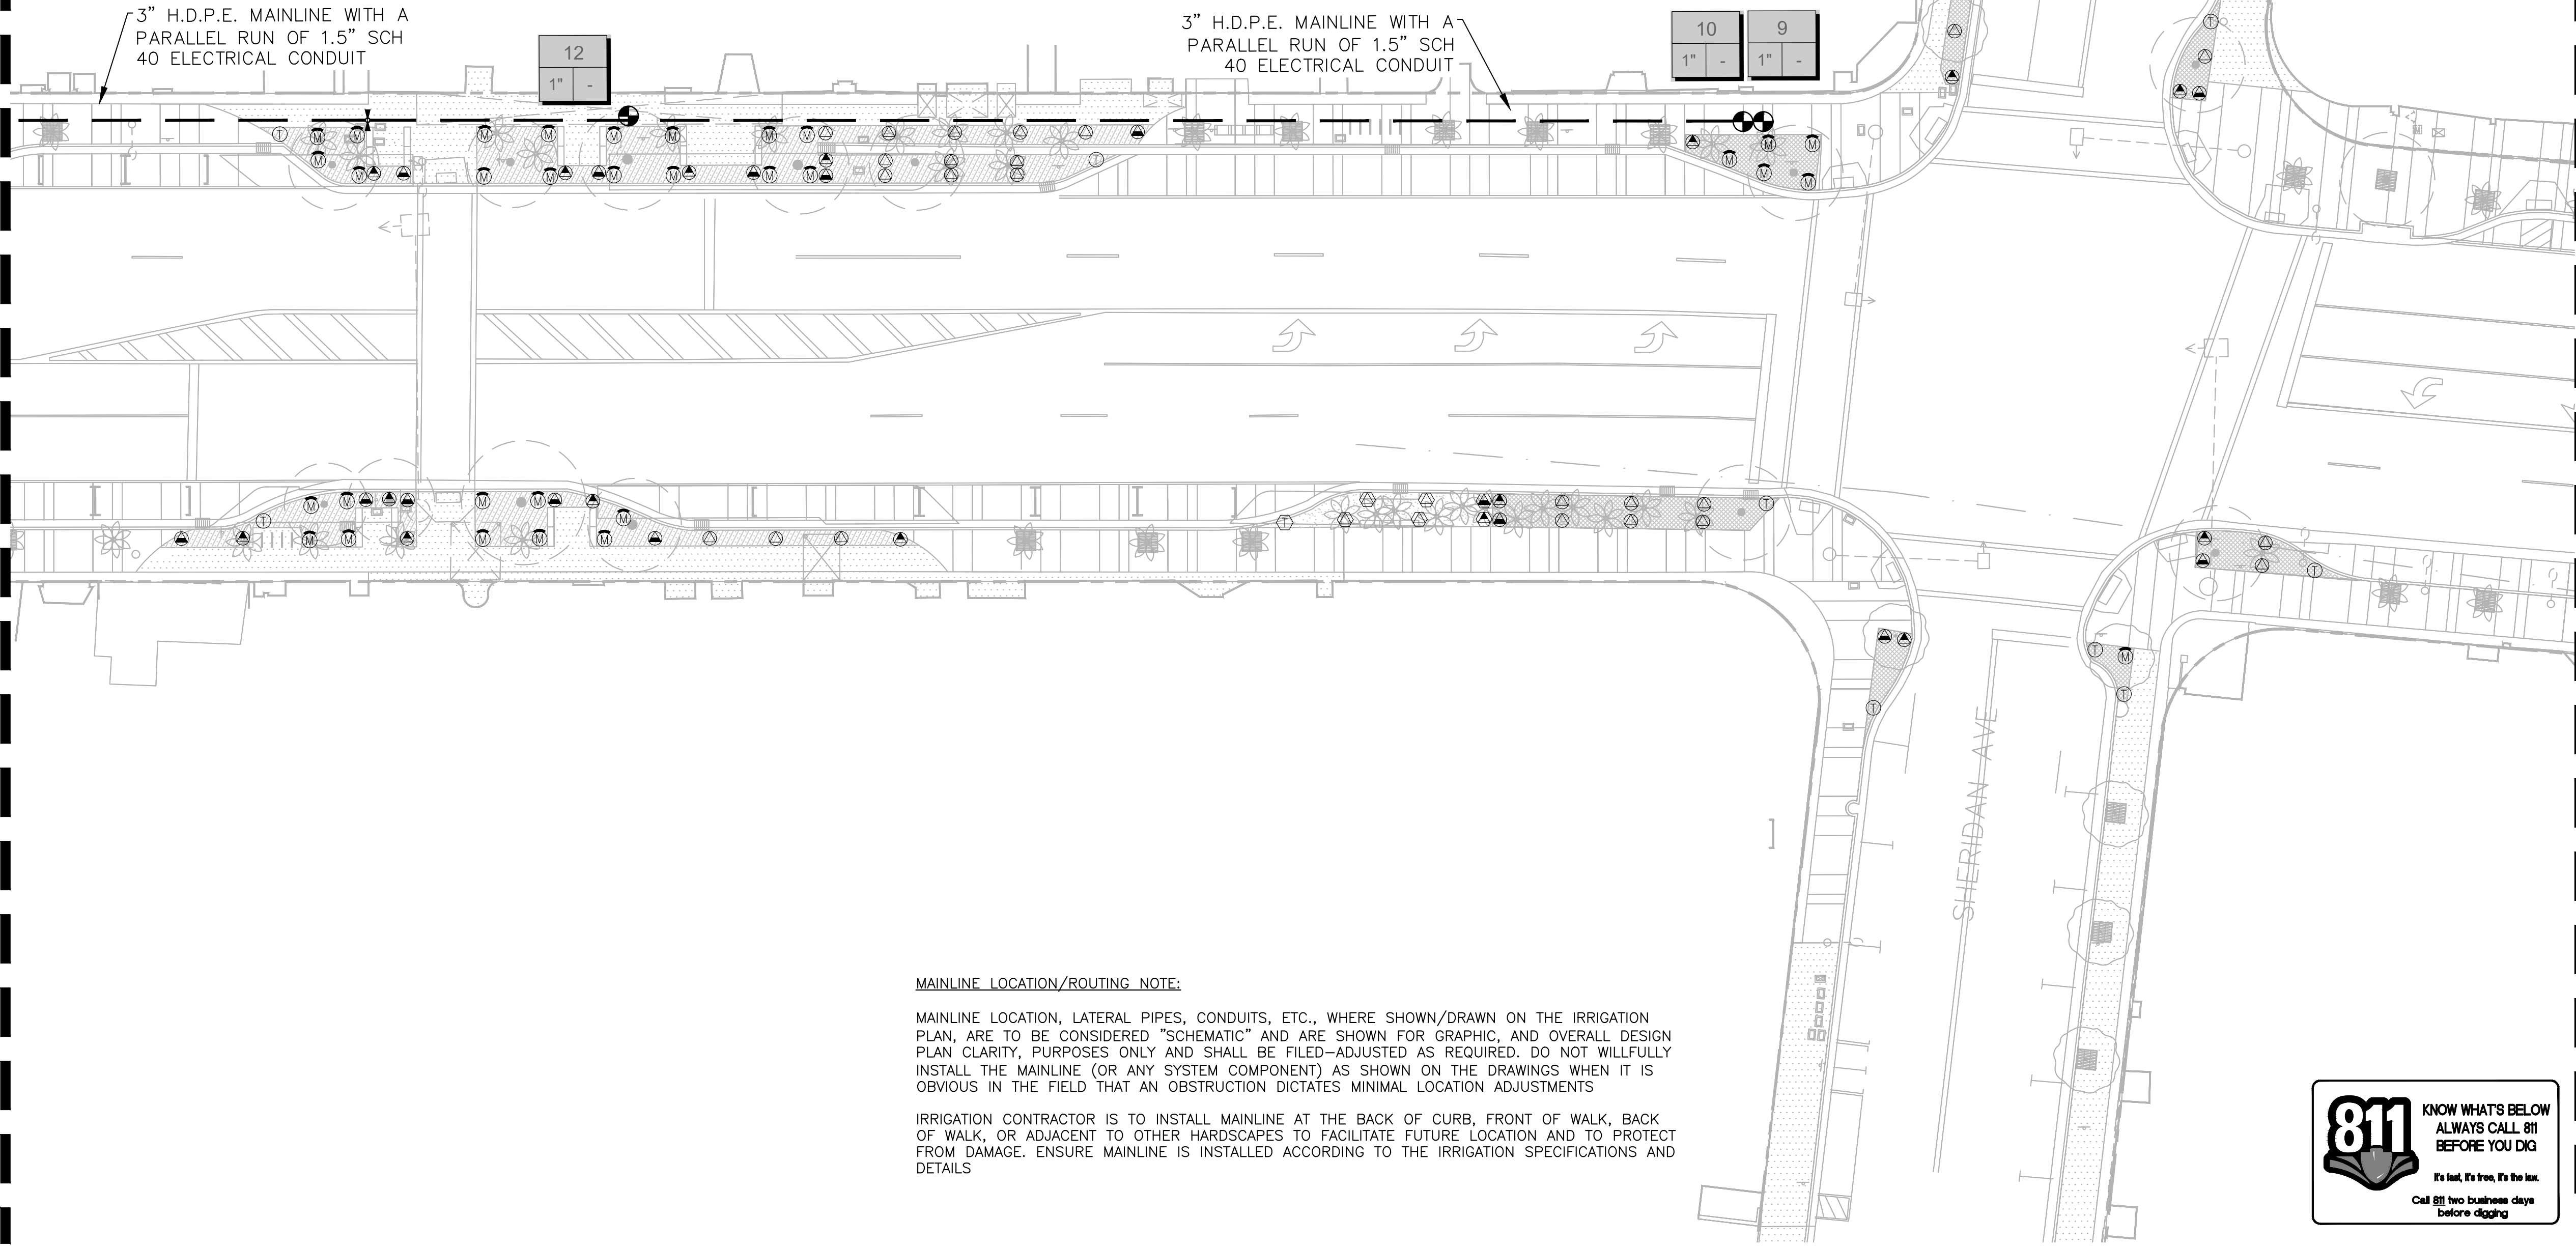 3” H.D.P.E. MAINLINE WITH A
PARALLEL RUN OF 1.5” SCH
40 ELECTRICAL CONDUIT
12
1" -
3” H.D.P.E. MAINLINE WITH A
PARALLEL RUN OF 1.5” SCH
40 ELECTRICAL CONDUIT
10
1" -
9
1" -
SHERIDAN AVE
MAINLINE LOCATION/ROUTING NOTE:
MAINLINE LOCATION, LATERAL PIPES, CONDUITS, ETC., WHERE SHOWN/DRAWN ON THE IRRIGATION
PLAN, ARE TO BE CONSIDERED ”SCHEMATIC” AND ARE SHOWN FOR GRAPHIC, AND OVERALL DESIGN
PLAN CLARITY, PURPOSES ONLY AND SHALL BE FILED–ADJUSTED AS REQUIRED. DO NOT WILLFULLY
INSTALL THE MAINLINE (OR ANY SYSTEM COMPONENT) AS SHOWN ON THE DRAWINGS WHEN IT IS
OBVIOUS IN THE FIELD THAT AN OBSTRUCTION DICTATES MINIMAL LOCATION ADJUSTMENTS
IRRIGATION CONTRACTOR IS TO INSTALL MAINLINE AT THE BACK OF CURB, FRONT OF WALK, BACK
OF WALK, OR ADJACENT TO OTHER HARDSCAPES TO FACILITATE FUTURE LOCATION AND TO PROTECT
FROM DAMAGE. ENSURE MAINLINE IS INSTALLED ACCORDING TO THE IRRIGATION SPECIFICATIONS AND
DETAILS
811
KNOW WHAT'S BELOW
ALWAYS CALL 811
BEFORE YOU DIG
It's fast, it's free, it's the law.
Call 811 two business days
before digging